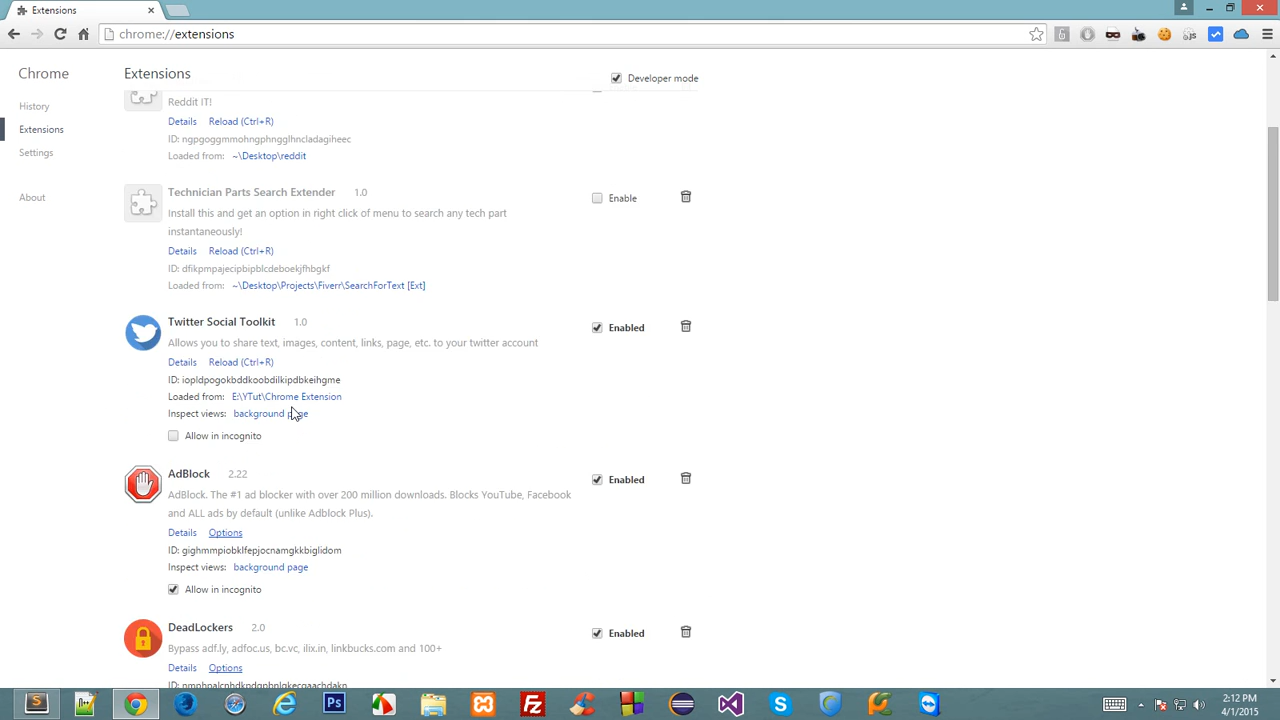 Extensions
chrome://extensions
Chrome
Extensions
Developer mode
History
Extensions
Settings
About
Reddit IT!
Details Reload (Ctrl+R)
ID: ngpgoggmmohngphngglhncladagiheec
Loaded from: ~\Desktop\reddit
Technician Parts Search Extender 1.0
Enable
Install this and get an option in right click of menu to search any tech part
instantaneously!
Details Reload (Ctrl+R)
ID: dfikpmpajecipbipblcdeboekjfhbgkf
Loaded from: ~\Desktop\Projects\Fiverr\SearchForText [Ext]
Twitter Social Toolkit 1.0
Enabled
Allows you to share text, images, content, links, page, etc. to your twitter account
Details Reload (Ctrl+R)
ID: iopldpogokbddkoobdilkipdbkeihgme
Loaded from: E:\YTut\Chrome Extension
Inspect views: background page
Allow in incognito
AdBlock 2.22
Enabled
AdBlock. The #1 ad blocker with over 200 million downloads. Blocks YouTube, Facebook
and ALL ads by default (unlike Adblock Plus).
Details Options
ID: gighmmpiobklfepjocnamgkkbiglidom
Inspect views: background page
Allow in incognito
DeadLockers 2.0
Enabled
Bypass adf.ly, adfoc.us, bc.vc, ilix.in, linkbucks.com and 100+
Details Options
2:12 PM
4/1/2015